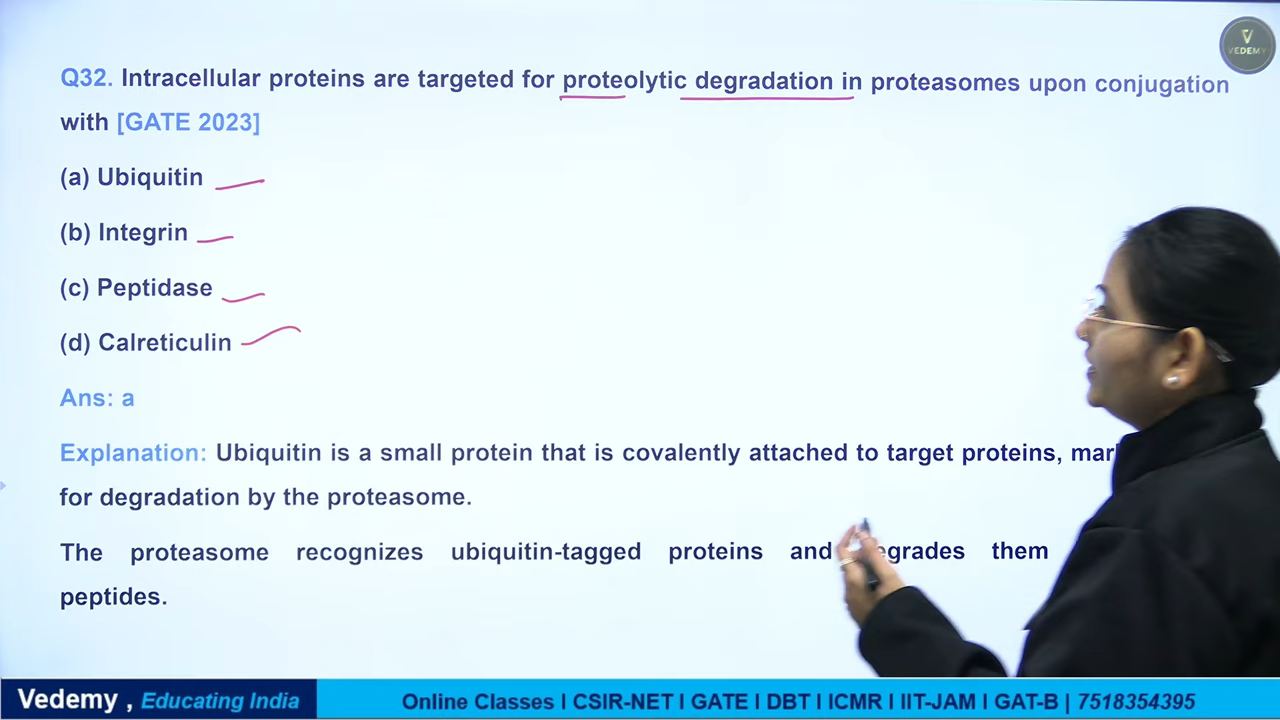 VEDEMY
Q32. Intracellular proteins are targeted for proteolytic degradation in proteasomes upon conjugation
with [GATE 2023]
(a) Ubiquitin
(b) Integrin
(c) Peptidase
(d) Calreticulin
Ans: a
Explanation: Ubiquitin is a small protein that is covalently attached to target proteins,
for degradation by the proteasome.
The proteasome recognizes ubiquitin-tagged proteins and them
peptides.
Vedemy , Educating India
Online Classes I CSIR-NET I GATE I DBT I ICMR I IIT-JAM I GAT-B | 7518354395